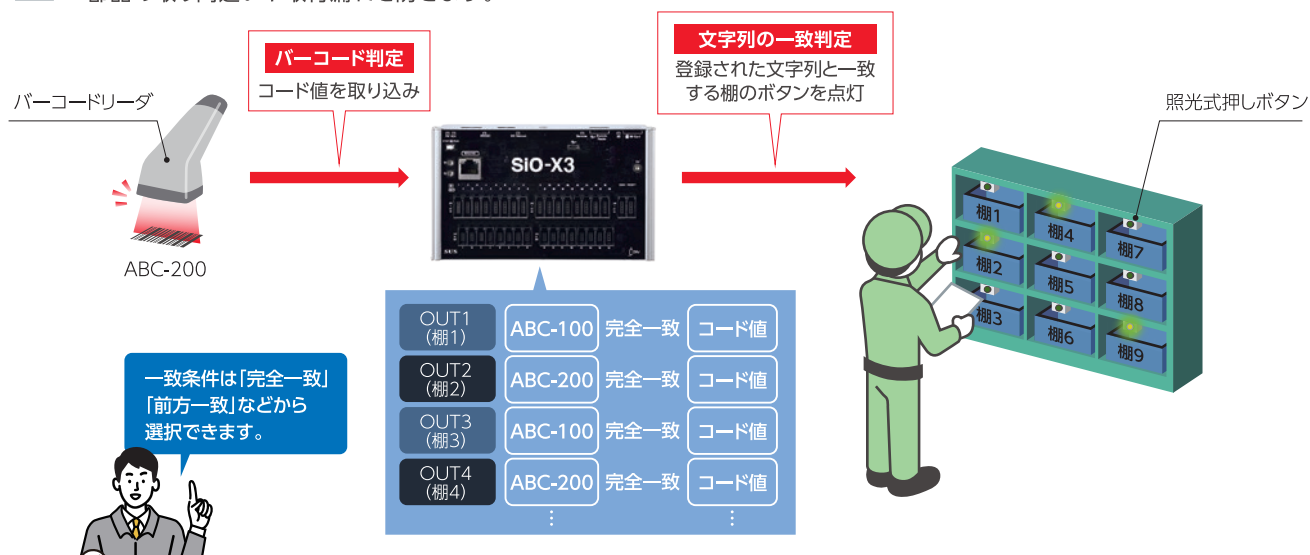 バーコード判定
コード値を取り込み
文字列の一致判定
登録された文字列と一致
する棚のボタンを点灯
バーコードリーダ
照光式押しボタン
SiO-X3
ABC-200
棚1
棚4
棚7
棚2
棚5
棚8
棚3
棚6
棚9
OUT1
(棚1)
ABC-100 完全一致 コード値
OUT2
(棚2)
ABC-200 完全一致 コード値
OUT3
(棚3)
ABC-100 完全一致 コード値
OUT4
(棚4)
ABC-200 完全一致 コード値
⋮ ⋮
一致条件は「完全一致」
「前方一致」などから
選択できます。